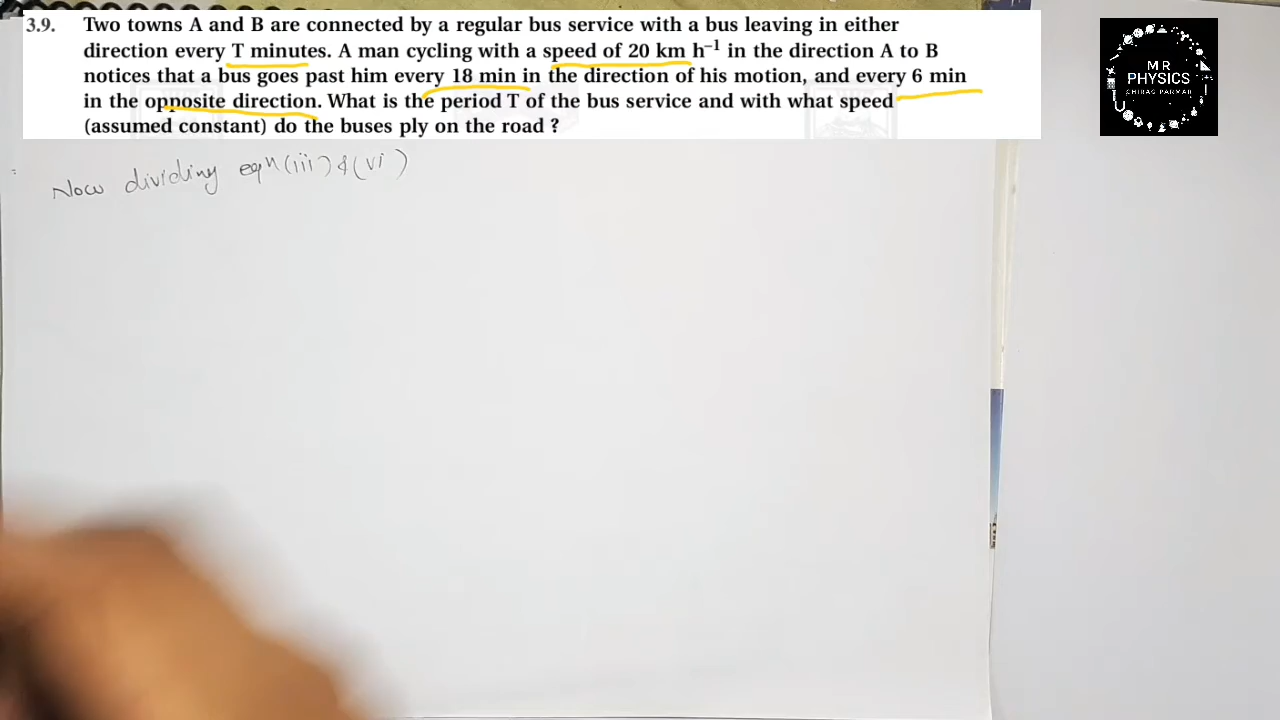 3.9. Two towns A and B are connected by a regular bus service with a bus leaving in either
direction every T minutes. A man cycling with a speed of 20 km h⁻¹ in the direction A to B
notices that a bus goes past him every 18 min in the direction of his motion, and every 6 min
in the opposite direction. What is the period T of the bus service and with what speed
(assumed constant) do the buses ply on the road ?
MR
PHYSICS
CHIRAG PARMAR
Now dividing eqⁿ (iii) & (vi)